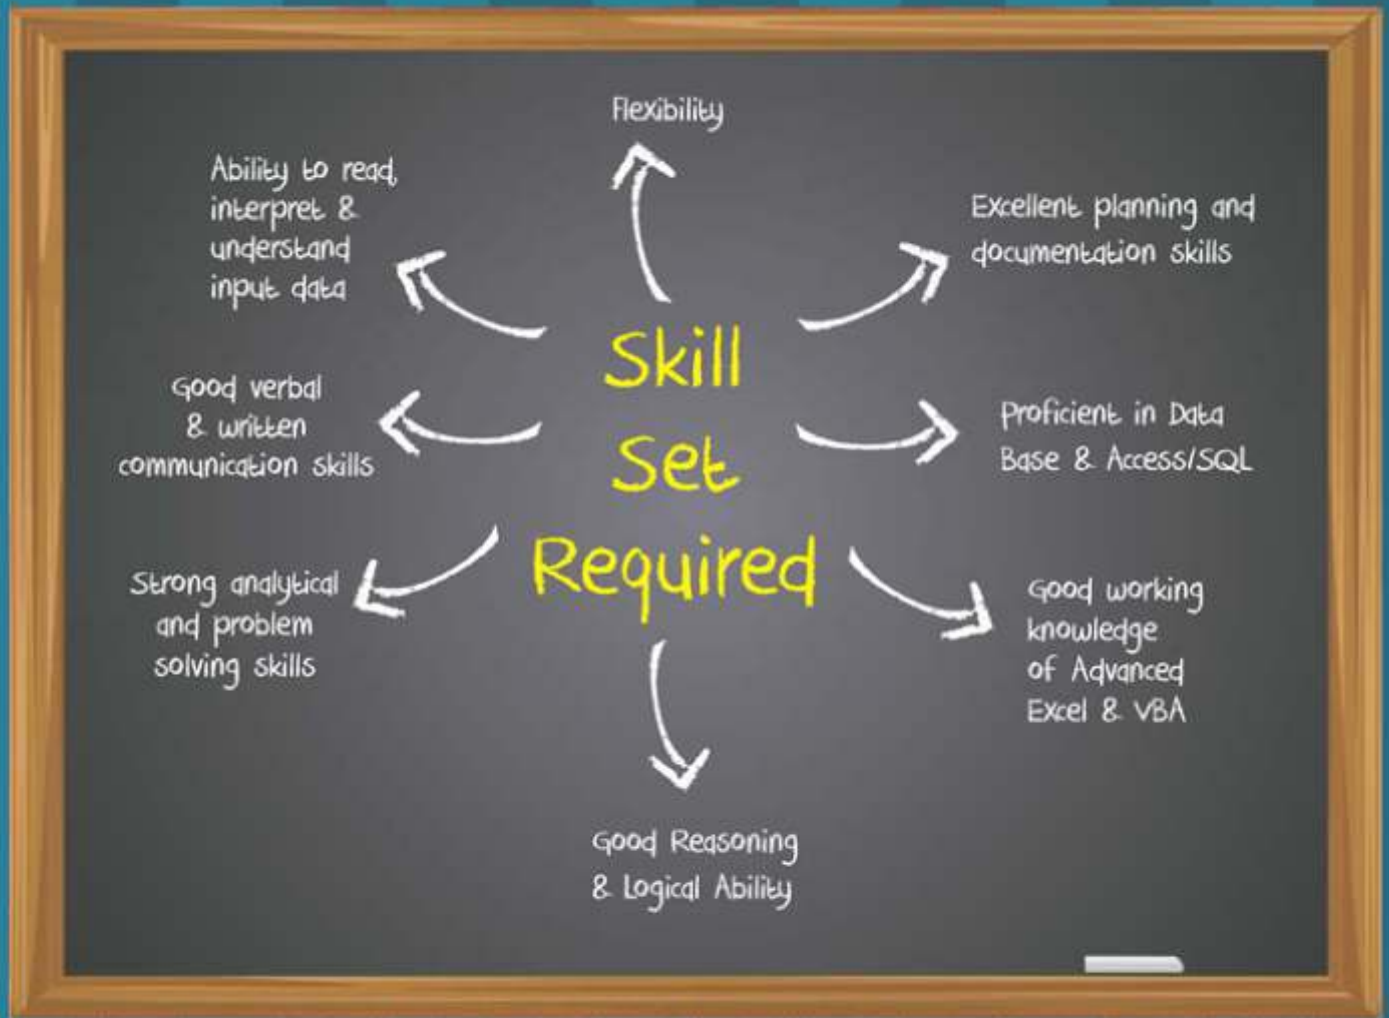 Flexibility
Ability to read,
interpret &
understand
input data
Excellent planning and
documentation skills
Skill
Set
Required
Good verbal
& written
communication skills
Proficient in Data
Base & Access/SQL
Strong analytical
and problem
solving skills
Good working
knowledge
of Advanced
Excel & VBA
Good Reasoning
& Logical Ability